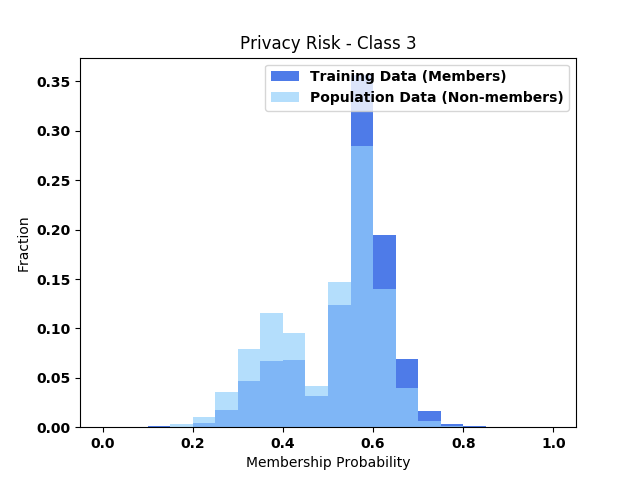 Privacy Risk - Class 3
Training Data (Members)
Population Data (Non-members)
0.35
0.30
0.25
0.20
0.15
0.10
0.05
0.00
Fraction
0.0 0.2 0.4 0.6 0.8 1.0
Membership Probability